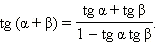 tg (α + β) = (tg α + tg β) / (1 − tg α tg β).